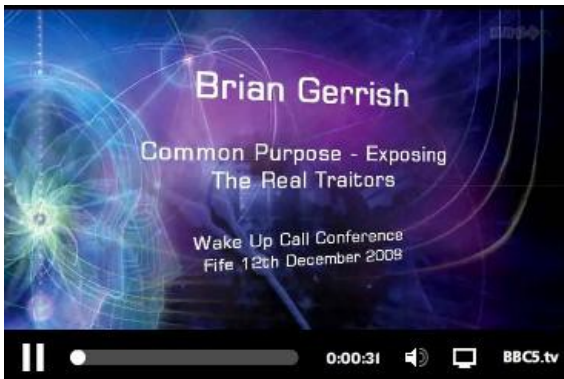 Brian Gerrish
Common Purpose - Exposing
The Real Traitors
Wake Up Call Conference
Fife 12th December 2009
0:00:31
BBC5.tv